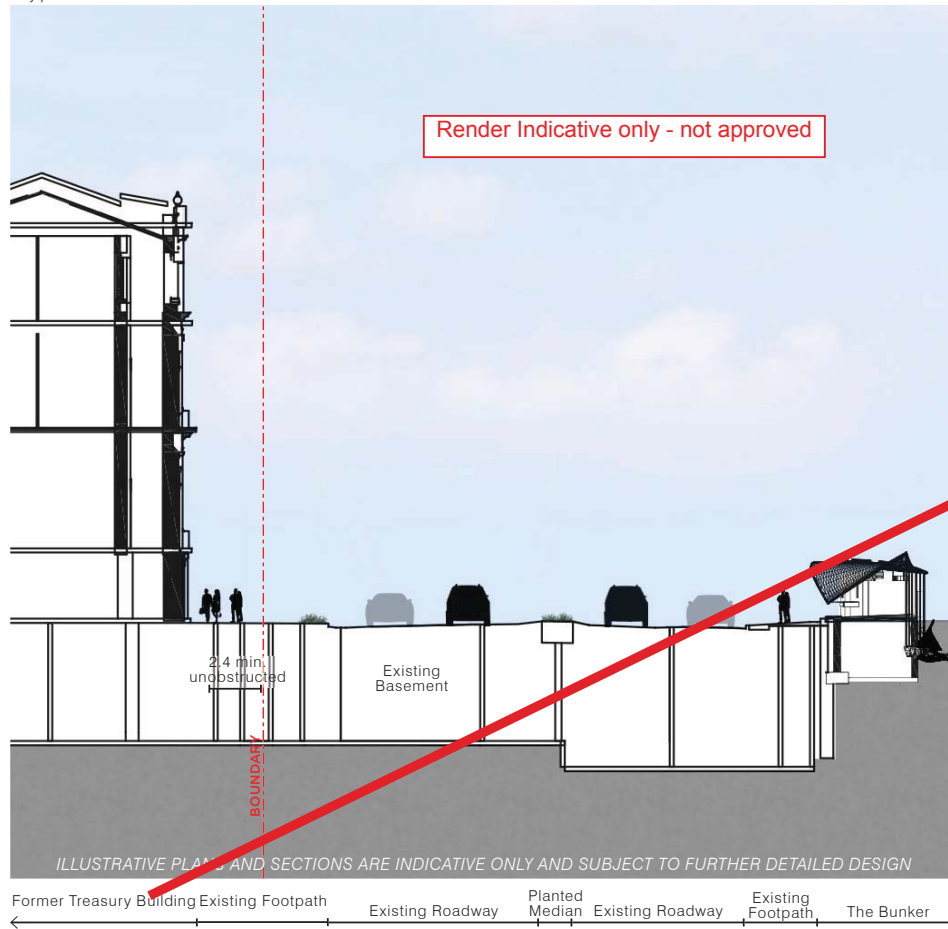 Render Indicative only - not approved
2.4 min.
unobstructed
Existing
Basement
BOUNDARY
ILLUSTRATIVE PLANS AND SECTIONS ARE INDICATIVE ONLY AND SUBJECT TO FURTHER DETAILED DESIGN
Former Treasury Building
Existing Footpath
Existing Roadway
Planted
Median
Existing Roadway
Existing
Footpath
The Bunker